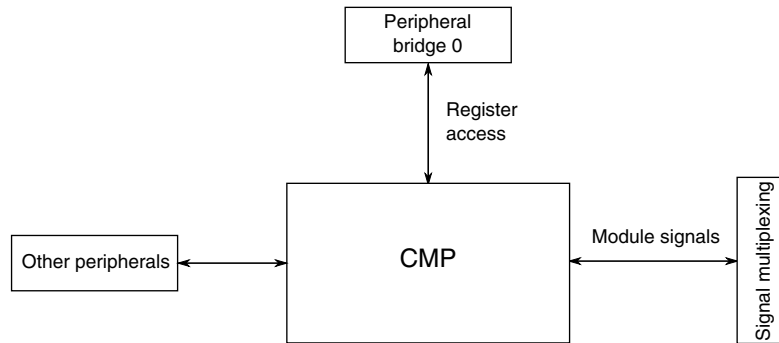 Peripheral
bridge 0
Register
access
Other peripherals
CMP
Module signals
Signal multiplexing